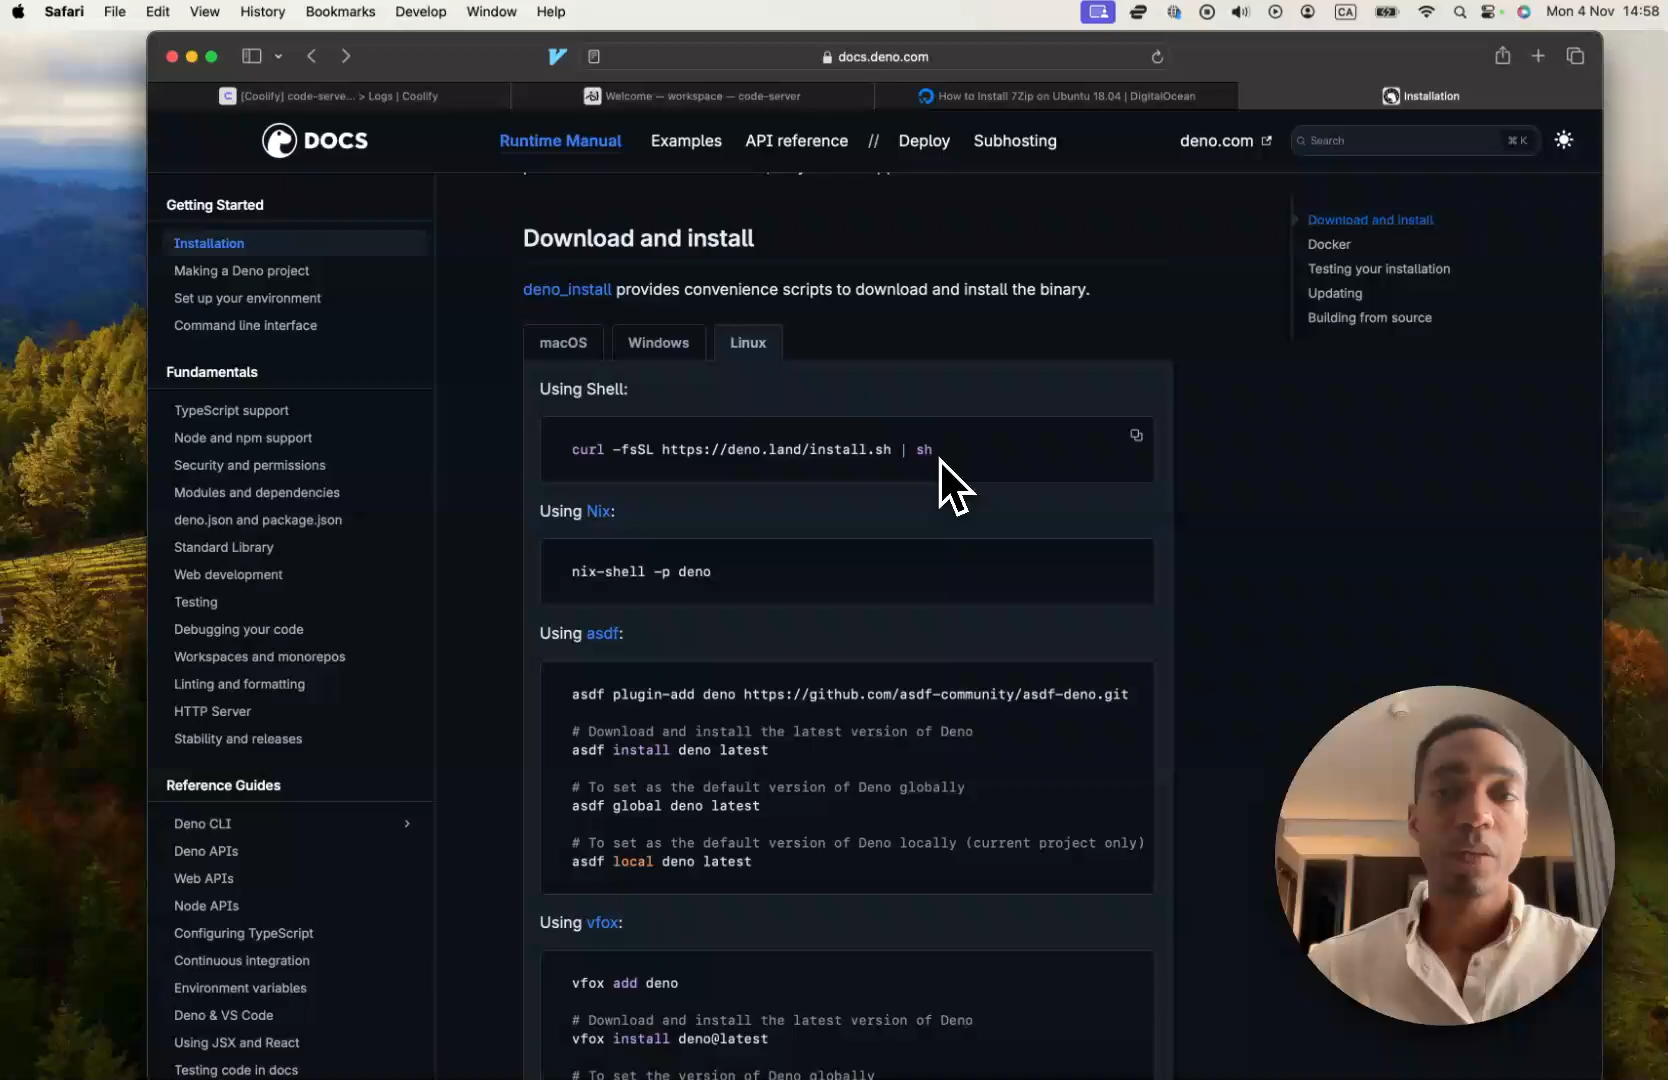 Safari File Edit View History Bookmarks Develop Window Help CA Mon 4 Nov 14:58
docs.deno.com
C [Coolify] code-serve... > Logs | Coolify
Welcome — workspace — code-server
How to Install 7Zip on Ubuntu 18.04 | DigitalOcean
Installation
DOCS
Runtime Manual Examples API reference // Deploy Subhosting
deno.com
Search ⌘ K
Getting Started
Installation
Making a Deno project
Set up your environment
Command line interface
Fundamentals
TypeScript support
Node and npm support
Security and permissions
Modules and dependencies
deno.json and package.json
Standard Library
Web development
Testing
Debugging your code
Workspaces and monorepos
Linting and formatting
HTTP Server
Stability and releases
Reference Guides
Deno CLI
Deno APIs
Web APIs
Node APIs
Configuring TypeScript
Continuous integration
Environment variables
Deno & VS Code
Using JSX and React
Testing code in docs
Download and install
deno_install provides convenience scripts to download and install the binary.
macOS Windows Linux
Using Shell:
curl -fsSL https://deno.land/install.sh | sh
Using Nix:
nix-shell -p deno
Using asdf:
asdf plugin-add deno https://github.com/asdf-community/asdf-deno.git
# Download and install the latest version of Deno
asdf install deno latest
# To set as the default version of Deno globally
asdf global deno latest
# To set as the default version of Deno locally (current project only)
asdf local deno latest
Using vfox:
vfox add deno
# Download and install the latest version of Deno
vfox install deno@latest
# To set the version of Deno globally
Download and install
Docker
Testing your installation
Updating
Building from source